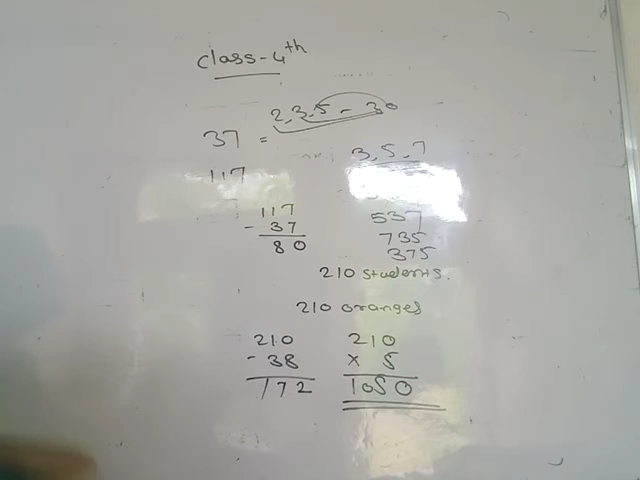 Class-4th
2,3,5 - 30
37 =
3,5,7
117
117
- 37
80
537
735
375
210 students.
210 oranges
210
- 38
172
210
x 5
1050